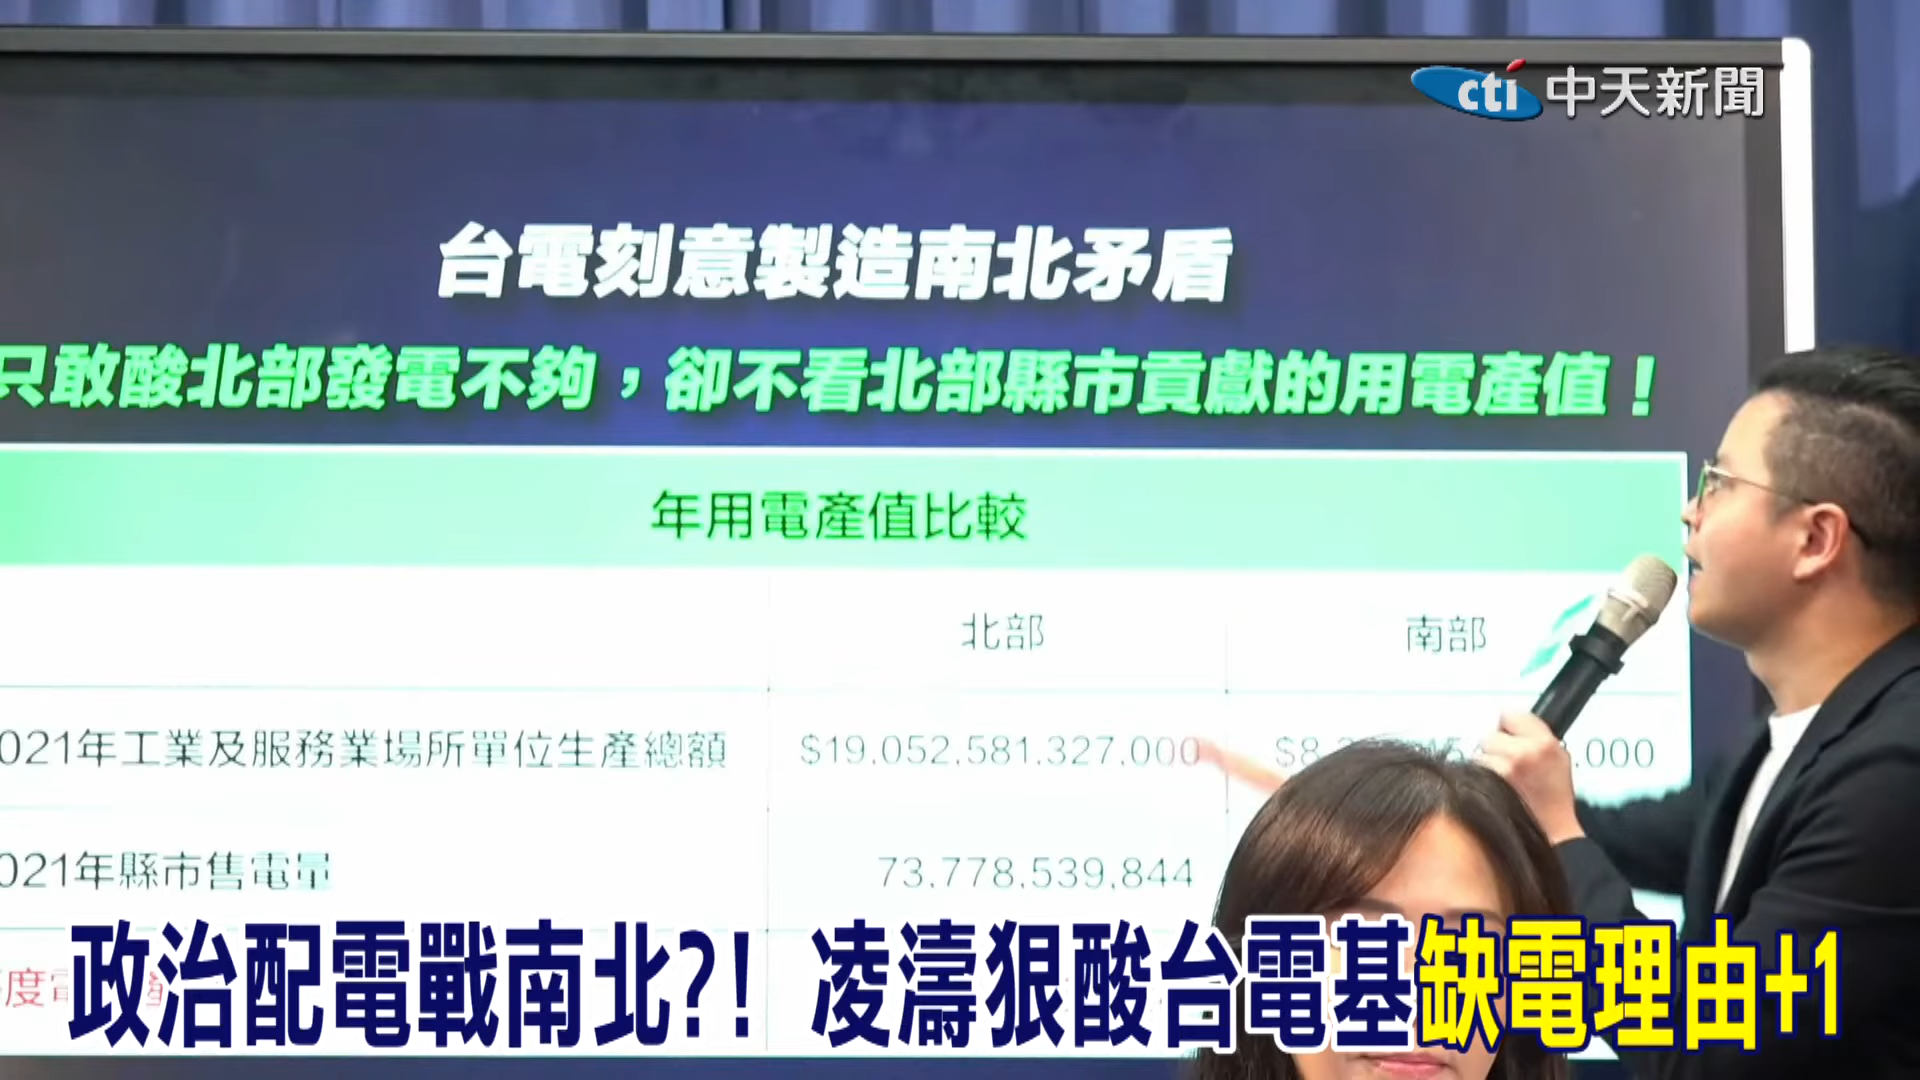 cti 中天新聞
台電刻意製造南北矛盾
只敢酸北部發電不夠，卻不看北部縣市貢獻的用電產值！
年用電產值比較
北部 南部
021年工業及服務業場所單位生產總額 $19,052,581,327,000 $8, ,000
021年縣市售電量 73,778,539,844
度
政治配電戰南北?! 凌濤狠酸台電基缺電理由+1